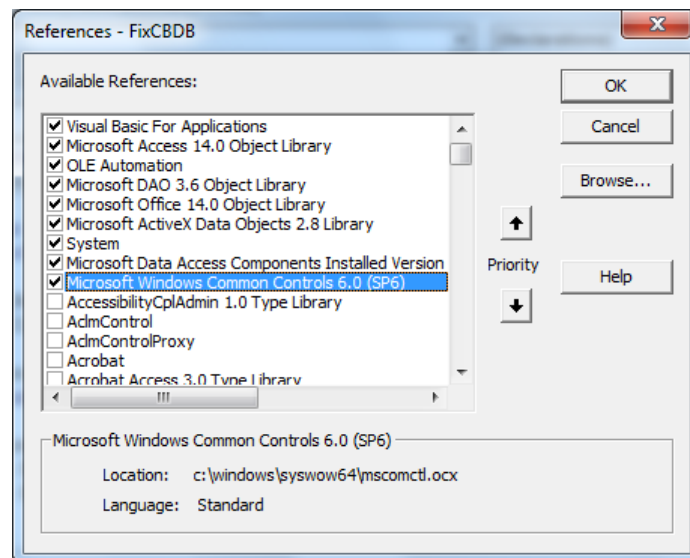 References - FixCBDB
Available References:
Visual Basic For Applications
Microsoft Access 14.0 Object Library
OLE Automation
Microsoft DAO 3.6 Object Library
Microsoft Office 14.0 Object Library
Microsoft ActiveX Data Objects 2.8 Library
System
Microsoft Data Access Components Installed Version
Microsoft Windows Common Controls 6.0 (SP6)
AccessibilityCplAdmin 1.0 Type Library
AdmControl
AdmControlProxy
Acrobat
Acrobat Access 3.0 Type Library
OK
Cancel
Browse...
Priority
Help
Microsoft Windows Common Controls 6.0 (SP6)
Location: c:\windows\syswow64\mscomctl.ocx
Language: Standard